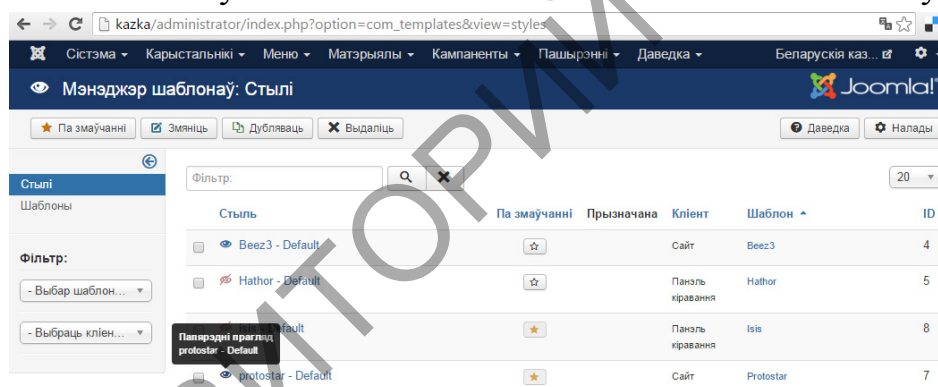 kazka/administrator/index.php?option=com_templates&view=styles
Сістэма Карыстальнікі Меню Матэрыялы Кампаненты Пашырэнні Даведка Беларускія каз...
Мэнэджэр шаблонаў: Стылі Joomla!
Па змаўчанні Змяніць Дубляваць Выдаліць Даведка Налады
Фільтр: 20
Стылі
Шаблоны
Стыль Па змаўчанні Прызначана Кліент Шаблон ID
Beez3 - Default Сайт Beez3 4
Фільтр:
- Выбар шаблон...
Hathor - Default Панэль кіравання Hathor 5
- Выбраць кліен...
Isis - Default Панэль кіравання Isis 8
Папярэдні прагляд
protostar - Default
protostar - Default Сайт Protostar 7
РИТОРИИ